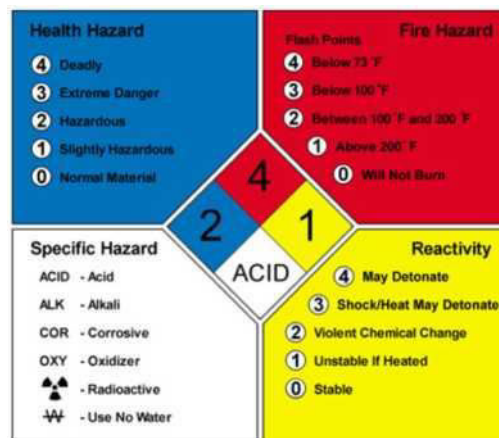 Health Hazard
4 Deadly
3 Extreme Danger
2 Hazardous
1 Slightly Hazardous
0 Normal Material
Fire Hazard
Flash Points
4 Below 73°F
3 Below 100°F
2 Between 100°F and 200°F
1 Above 200°F
0 Will Not Burn
4
2
1
ACID
Specific Hazard
ACID - Acid
ALK - Alkali
COR - Corrosive
OXY - Oxidizer
- Radioactive
W - Use No Water
Reactivity
4 May Detonate
3 Shock/Heat May Detonate
2 Violent Chemical Change
1 Unstable If Heated
0 Stable